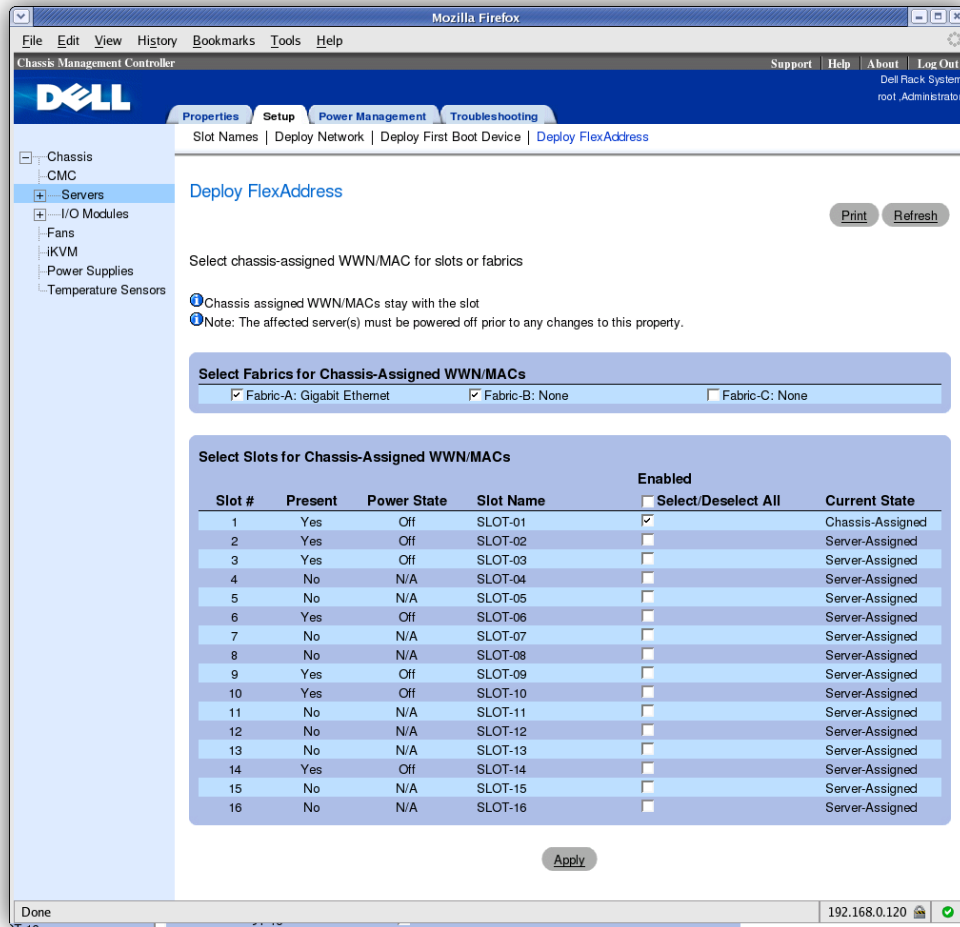 Mozilla Firefox
File Edit View History Bookmarks Tools Help
Chassis Management Controller Support Help About Log Out
Dell Rack System
root ,Administrator
DELL
Properties Setup Power Management Troubleshooting
Slot Names | Deploy Network | Deploy First Boot Device | Deploy FlexAddress
Chassis
CMC
Servers
I/O Modules
Fans
iKVM
Power Supplies
Temperature Sensors
Deploy FlexAddress
Print Refresh
Select chassis-assigned WWN/MAC for slots or fabrics
Chassis assigned WWN/MACs stay with the slot
Note: The affected server(s) must be powered off prior to any changes to this property.
Select Fabrics for Chassis-Assigned WWN/MACs
Fabric-A: Gigabit Ethernet Fabric-B: None Fabric-C: None
Select Slots for Chassis-Assigned WWN/MACs
Enabled
Slot # Present Power State Slot Name Select/Deselect All Current State
1 Yes Off SLOT-01 Chassis-Assigned
2 Yes Off SLOT-02 Server-Assigned
3 Yes Off SLOT-03 Server-Assigned
4 No N/A SLOT-04 Server-Assigned
5 No N/A SLOT-05 Server-Assigned
6 Yes Off SLOT-06 Server-Assigned
7 No N/A SLOT-07 Server-Assigned
8 No N/A SLOT-08 Server-Assigned
9 Yes Off SLOT-09 Server-Assigned
10 Yes Off SLOT-10 Server-Assigned
11 No N/A SLOT-11 Server-Assigned
12 No N/A SLOT-12 Server-Assigned
13 No N/A SLOT-13 Server-Assigned
14 Yes Off SLOT-14 Server-Assigned
15 No N/A SLOT-15 Server-Assigned
16 No N/A SLOT-16 Server-Assigned
Apply
Done 192.168.0.120